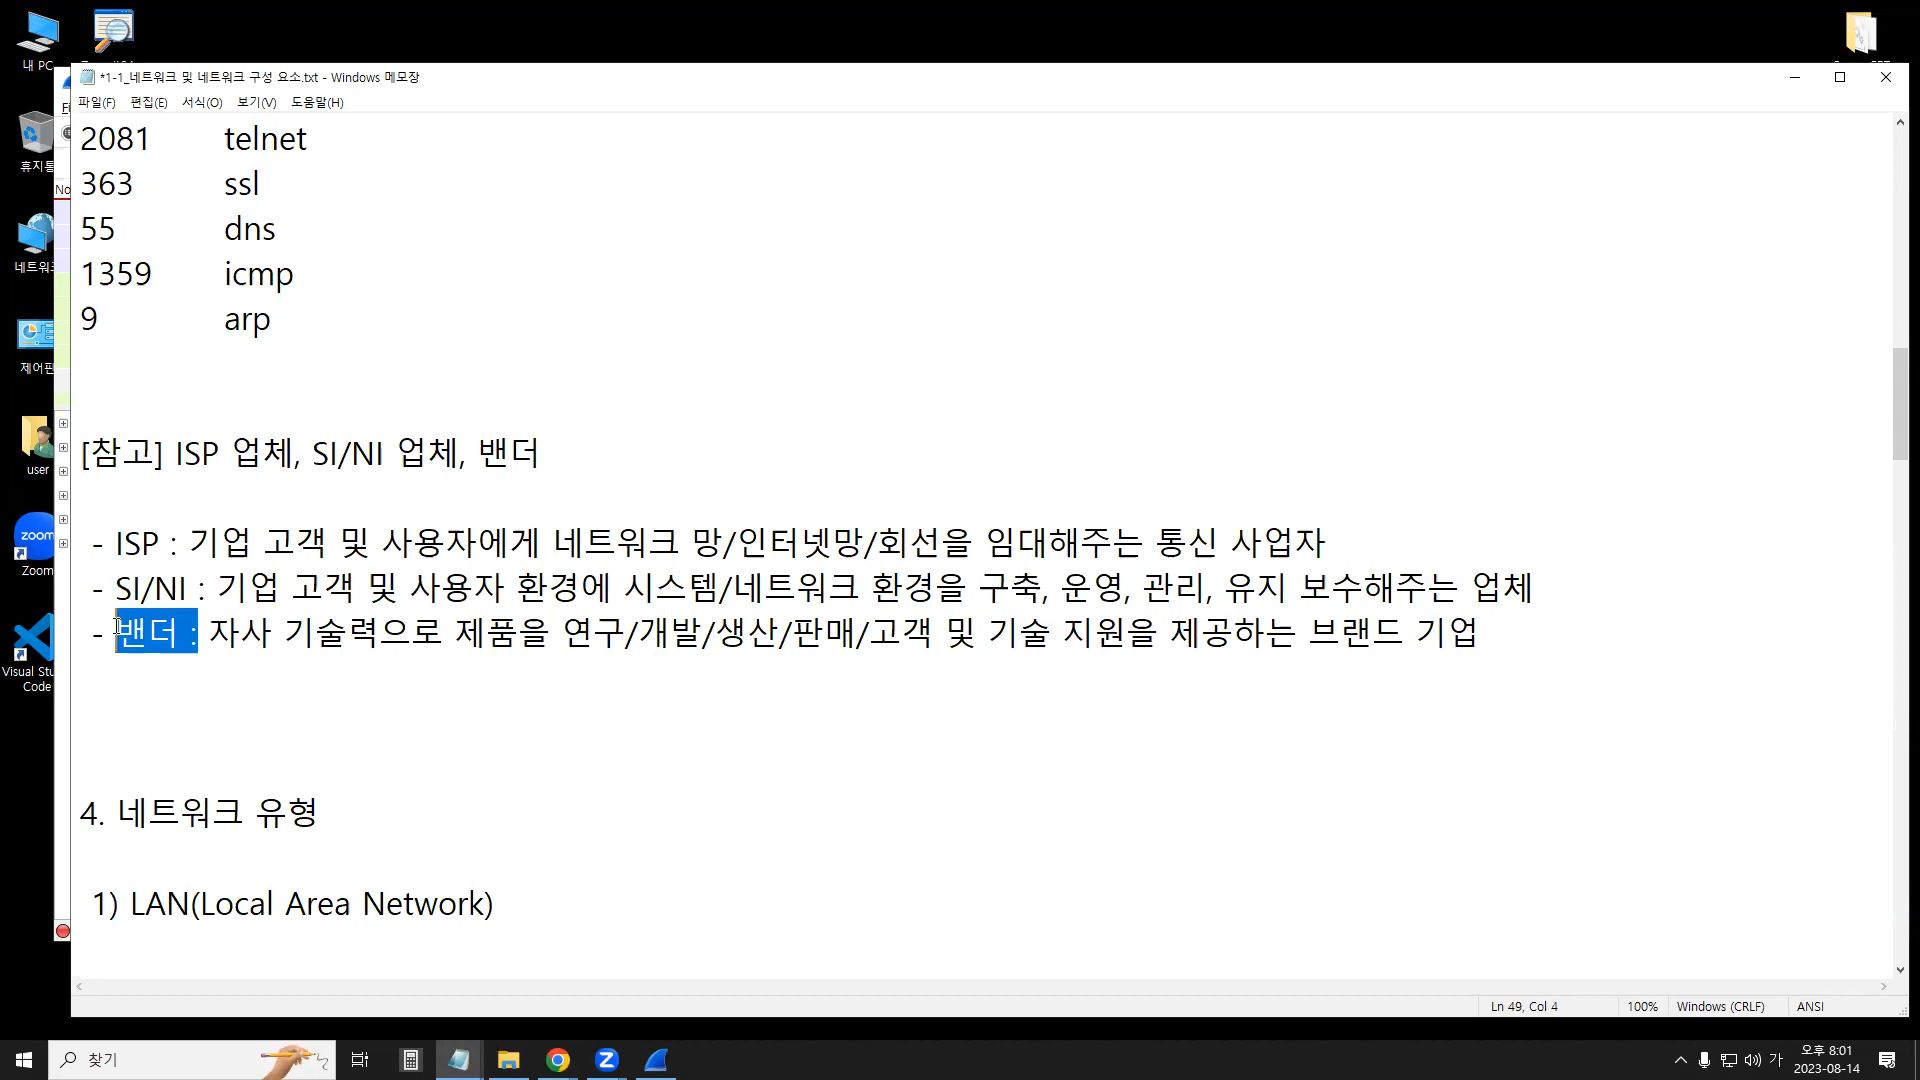 내 PC
*1-1_네트워크 및 네트워크 구성 요소.txt - Windows 메모장
파일(F) 편집(E) 서식(O) 보기(V) 도움말(H)
2081 telnet
363 ssl
55 dns
1359 icmp
9 arp
[참고] ISP 업체, SI/NI 업체, 밴더
- ISP : 기업 고객 및 사용자에게 네트워크 망/인터넷망/회선을 임대해주는 통신 사업자
- SI/NI : 기업 고객 및 사용자 환경에 시스템/네트워크 환경을 구축, 운영, 관리, 유지 보수해주는 업체
- 밴더 : 자사 기술력으로 제품을 연구/개발/생산/판매/고객 및 기술 지원을 제공하는 브랜드 기업
4. 네트워크 유형
1) LAN(Local Area Network)
휴지통
No
user
zoom
Zoom
Visual Stu
Code
Ln 49, Col 4 100% Windows (CRLF) ANSI
찾기
가
오후 8:01
2023-08-14